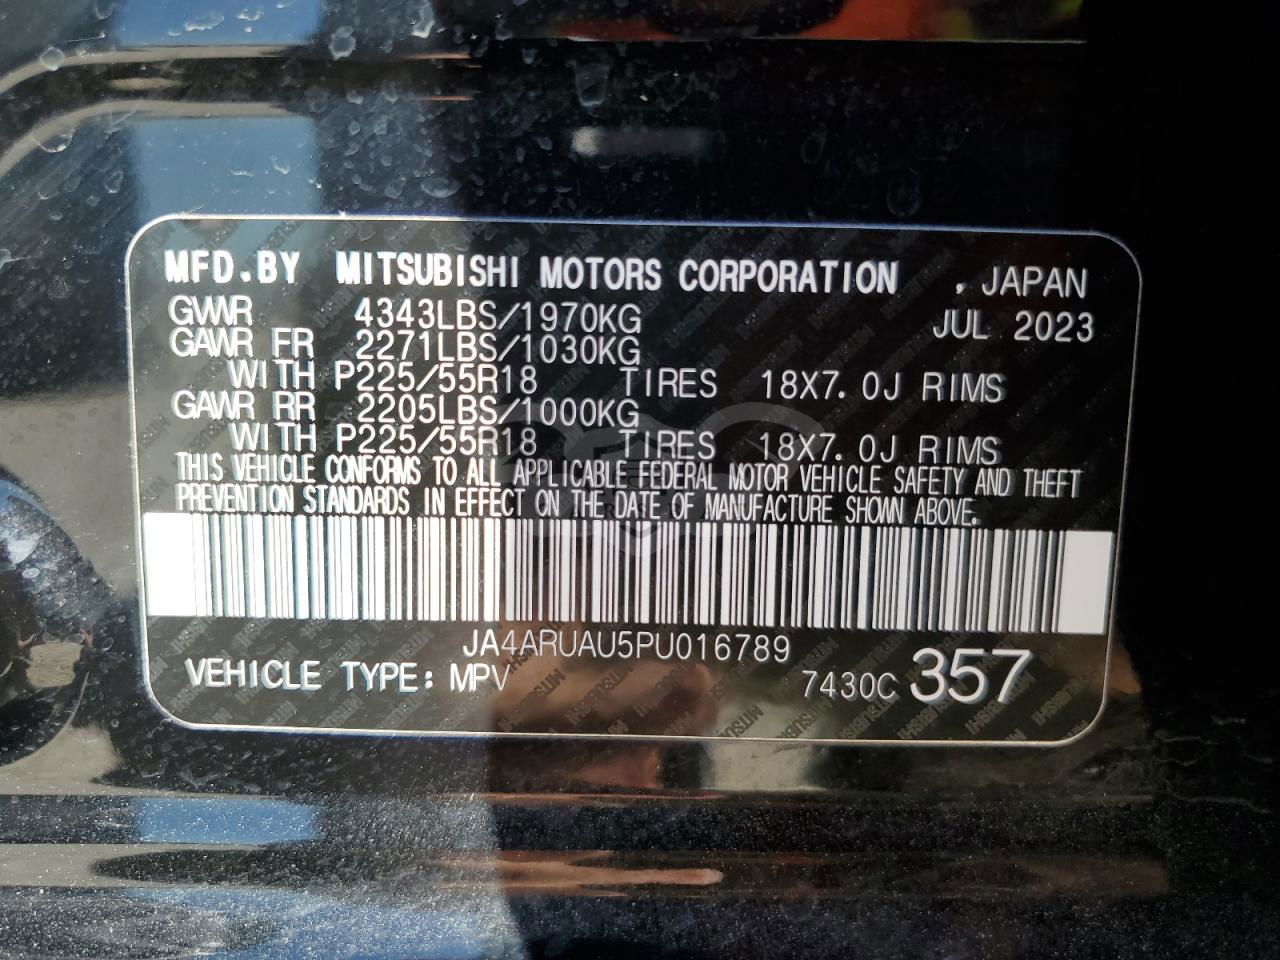 MFD.BY MITSUBISHI MOTORS CORPORATION , JAPAN
GVWR 4343LBS/1970KG JUL 2023
GAWR FR 2271LBS/1030KG
WITH P225/55R18 TIRES 18X7.0J RIMS
GAWR RR 2205LBS/1000KG
WITH P225/55R18 TIRES 18X7.0J RIMS
THIS VEHICLE CONFORMS TO ALL APPLICABLE FEDERAL MOTOR VEHICLE SAFETY AND THEFT
PREVENTION STANDARDS IN EFFECT ON THE DATE OF MANUFACTURE SHOWN ABOVE.
JA4ARUAU5PU016789
VEHICLE TYPE: MPV 7430C 357